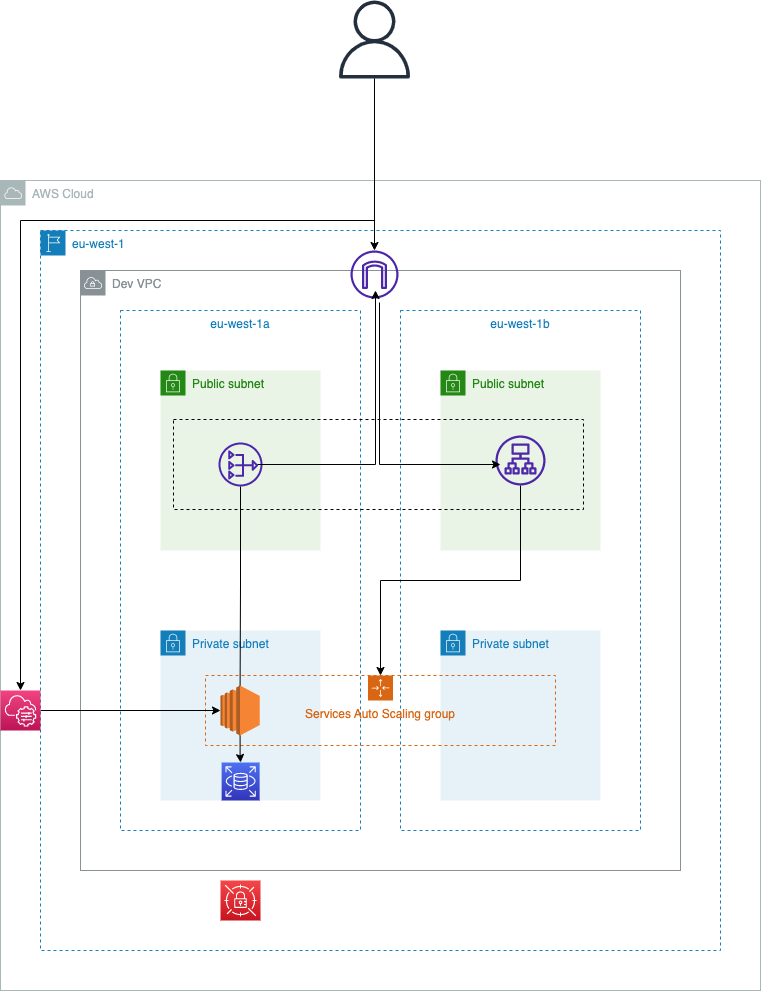 AWS Cloud
eu-west-1
Dev VPC
eu-west-1a
eu-west-1b
Public subnet
Public subnet
Private subnet
Private subnet
Services Auto Scaling group